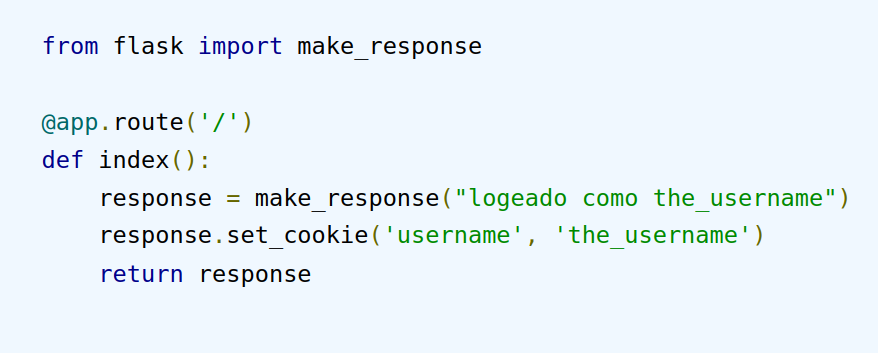 from flask import make_response
@app.route('/')
def index():
    response = make_response("logeado como the_username")
    response.set_cookie('username', 'the_username')
    return response